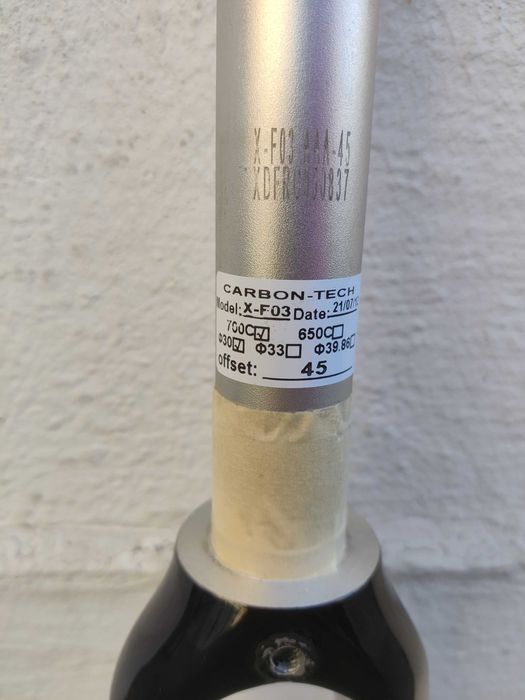 X-F03 AAA-45
CARBON-TECH
Model: X-F03 Date: 21/07/
700C☑ 650C☐
Φ30☑ Φ33☐ Φ39.86☐
offset: 45